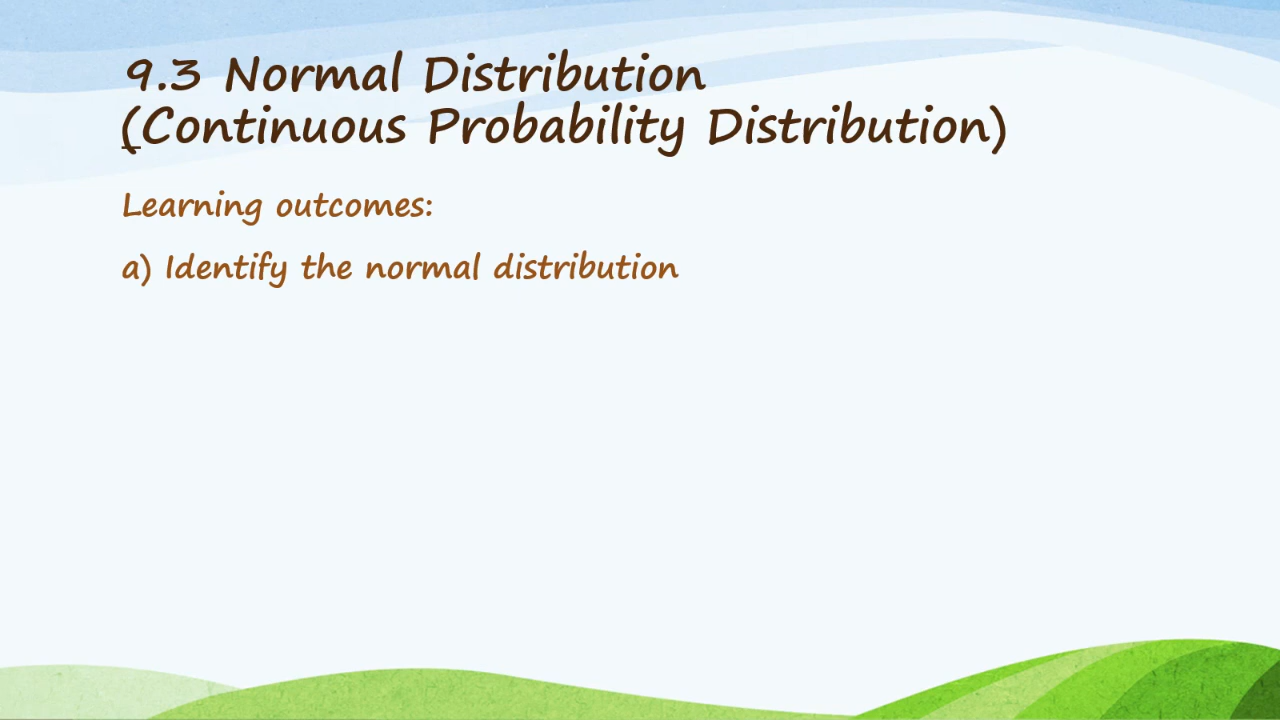 9.3 Normal Distribution
(Continuous Probability Distribution)
Learning outcomes:
a) Identify the normal distribution